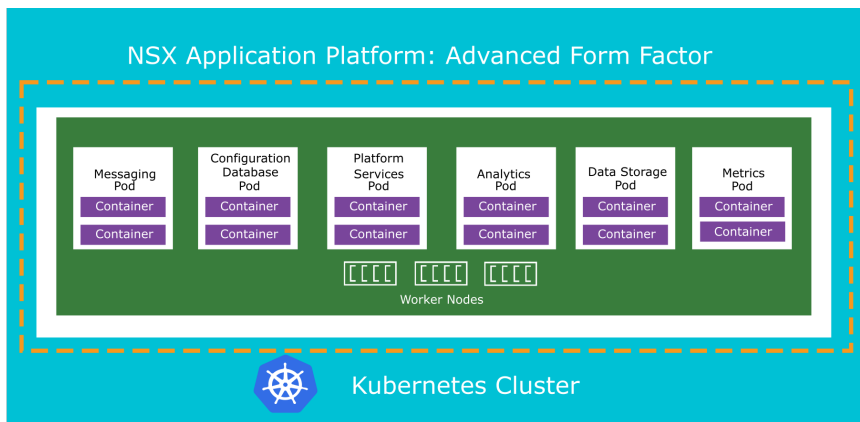 NSX Application Platform: Advanced Form Factor
Messaging
Pod
Container
Container
Configuration
Database
Pod
Container
Container
Platform
Services
Pod
Container
Container
Analytics
Pod
Container
Container
Data Storage
Pod
Container
Container
Metrics
Pod
Container
Container
Worker Nodes
Kubernetes Cluster